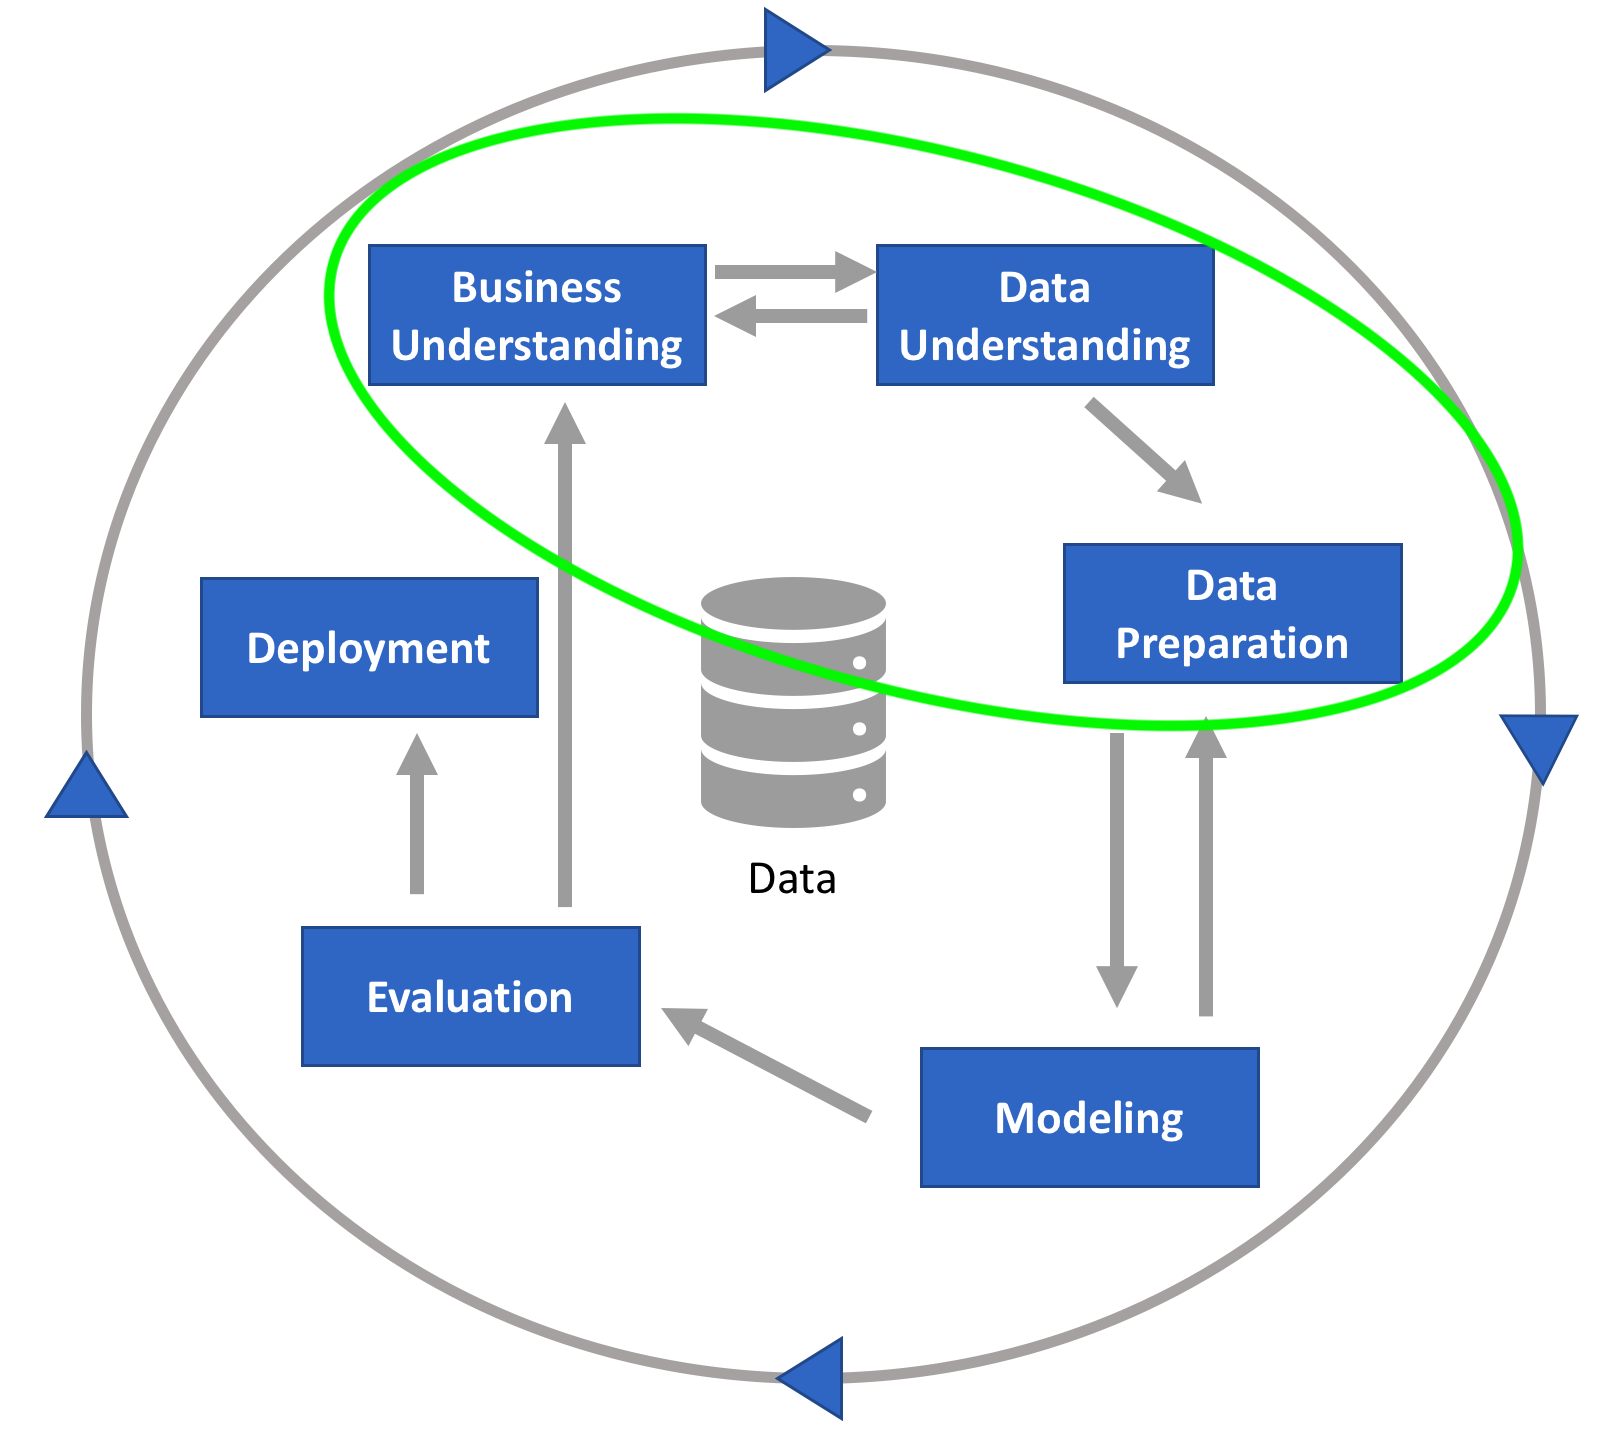 Business
Understanding
Data
Understanding
Data
Preparation
Deployment
Data
Evaluation
Modeling